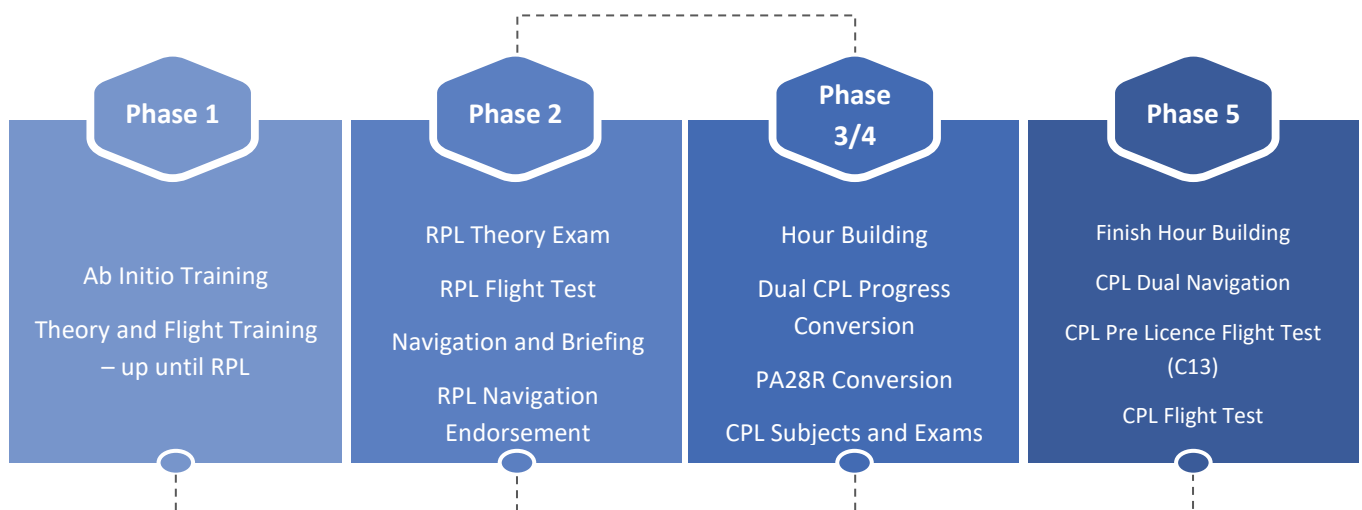 Phase 1
Ab Initio Training
Theory and Flight Training
– up until RPL
Phase 2
RPL Theory Exam
RPL Flight Test
Navigation and Briefing
RPL Navigation
Endorsement
Phase
3/4
Hour Building
Dual CPL Progress
Conversion
PA28R Conversion
CPL Subjects and Exams
Phase 5
Finish Hour Building
CPL Dual Navigation
CPL Pre Licence Flight Test
(C13)
CPL Flight Test